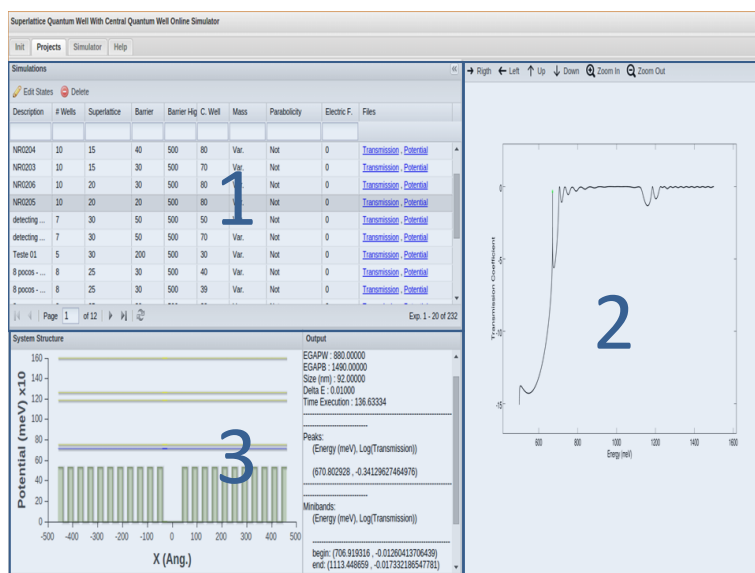 Superlattice Quantum Well With Central Quantum Well Online Simulator
Init Projects Simulator Help
Simulations
Edit States Delete
Description # Wells Superlattice Barrier Barrier Hig C. Well Mass Parabolicity Electric F. Files
NR0204 10 15 40 500 80 Var. Not 0 Transmission , Potential
NR0203 10 15 30 500 70 Var. Not 0 Transmission , Potential
NR0206 10 20 30 500 80 Not 0 Transmission , Potential
NR0205 10 20 20 500 80 Not 0 Transmission , Potential
detecting ... 7 30 50 500 50 Not 0 Transmission , Potential
detecting ... 7 30 50 500 70 Var. Not 0 Transmission , Potential
Teste 01 5 30 200 500 30 Var. Not 0 Transmission , Potential
8 pocos - ... 8 25 30 500 40 Var. Not 0 Transmission , Potential
8 pocos - ... 8 25 30 500 39 Var. Not 0 Transmission , Potential
1
Page 1 of 12 Exp. 1 - 20 of 232
Rigth Left Up Down Zoom In Zoom Out
0
-5
-10
-15
Transmission Coefficient
600 800 1000 1200 1400 1600
Energy (meV)
2
System Structure
160
140
120
100
80
60
40
20
0
Potential (meV) x10
-500 -400 -300 -200 -100 0 100 200 300 400 500
X (Ang.)
3
Output
EGAPW : 880.00000
EGAPB : 1490.00000
Size (nm) : 92.00000
Delta E : 0.01000
Time Execution : 136.63334
Peaks:
(Energy (meV), Log(Transmission))
(670.802928 , -0.34129627464976)
Minibands:
(Energy (meV), Log(Transmission))
begin: (706.919316 , -0.01260413706439)
end: (1113.448659 , -0.017332186547781)